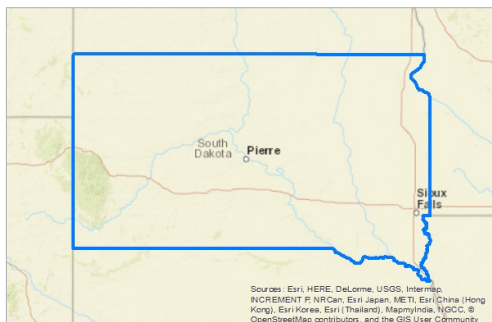 South
Dakota
Pierre
Sioux
Falls
Sources: Esri, HERE, DeLorme, USGS, Intermap,
INCREMENT P, NRCan, Esri Japan, METI, Esri China (Hong
Kong), Esri Korea, Esri (Thailand), MapmyIndia, NGCC, ©
OpenStreetMap contributors, and the GIS User Community